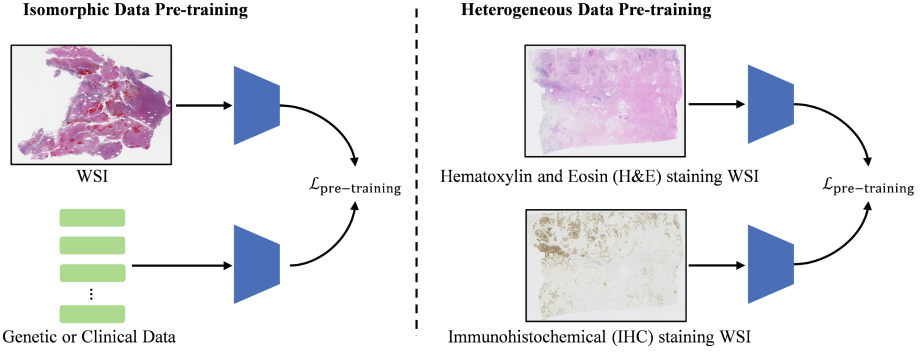 Isomorphic Data Pre-training
WSI
ℒpre−training
Genetic or Clinical Data
Heterogeneous Data Pre-training
Hematoxylin and Eosin (H&E) staining WSI
ℒpre−training
Immunohistochemical (IHC) staining WSI